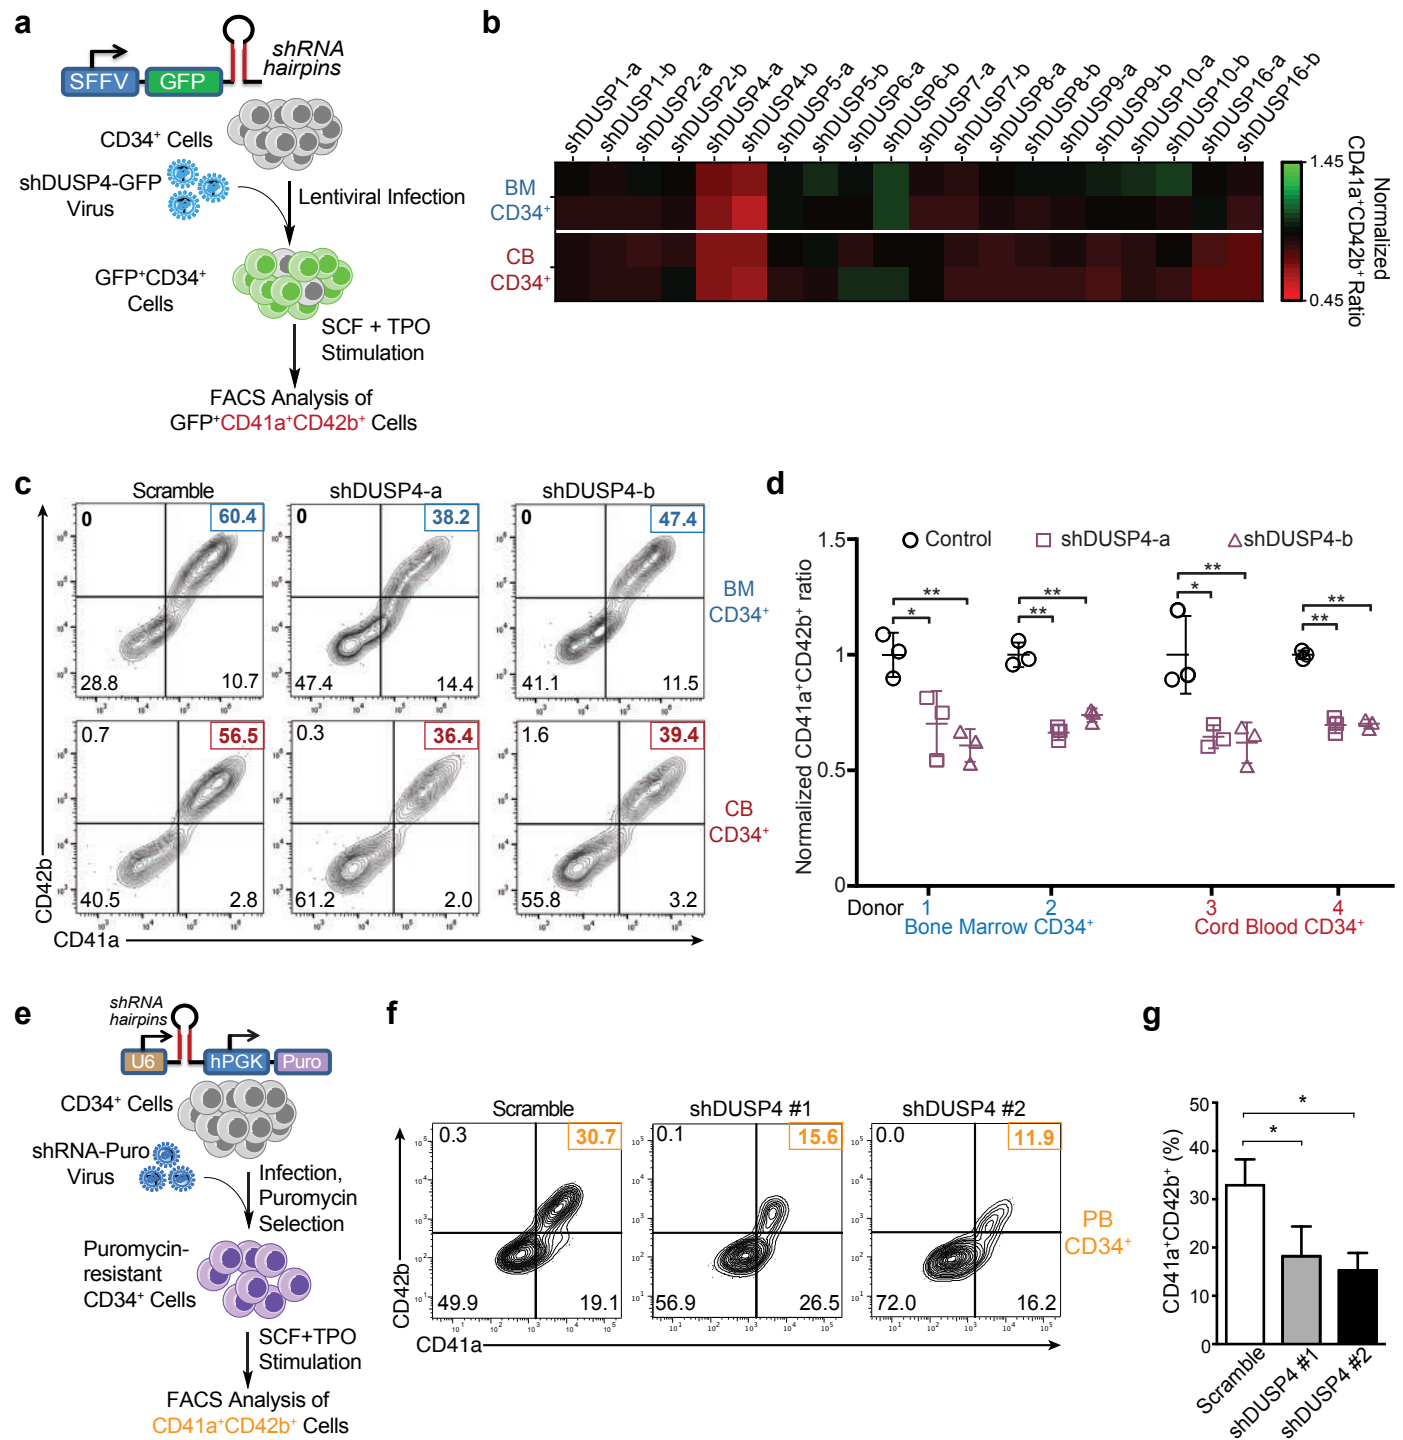 a
SFFV
GFP
shRNA
hairpins
CD34⁺ Cells
shDUSP4-GFP
Virus
Lentiviral Infection
GFP⁺CD34⁺
Cells
SCF + TPO
Stimulation
FACS Analysis of
GFP⁺CD41a⁺CD42b⁺ Cells
b
shDUSP1-a
shDUSP1-b
shDUSP2-a
shDUSP2-b
shDUSP4-a
shDUSP4-b
shDUSP5-a
shDUSP5-b
shDUSP6-a
shDUSP6-b
shDUSP7-a
shDUSP7-b
shDUSP8-a
shDUSP8-b
shDUSP9-a
shDUSP9-b
shDUSP10-a
shDUSP10-b
shDUSP16-a
shDUSP16-b
BM
CD34⁺
CB
CD34⁺
1.45
0.45
Normalized
CD41a⁺CD42b⁺ Ratio
c
Scramble
shDUSP4-a
shDUSP4-b
0
60.4
28.8
10.7
0
38.2
47.4
14.4
0
47.4
41.1
11.5
BM
CD34⁺
0.7
56.5
40.5
2.8
0.3
36.4
61.2
2.0
1.6
39.4
55.8
3.2
CB
CD34⁺
CD42b
CD41a
d
Control
shDUSP4-a
shDUSP4-b
Normalized CD41a⁺CD42b⁺ ratio
1.5
1
0.5
0
*
**
**
**
*
**
**
**
Donor
1
2
3
4
Bone Marrow CD34⁺
Cord Blood CD34⁺
e
shRNA
hairpins
U6
hPGK
Puro
CD34⁺ Cells
shRNA-Puro
Virus
Infection,
Puromycin
Selection
Puromycin-
resistant
CD34⁺ Cells
SCF+TPO
Stimulation
FACS Analysis of
CD41a⁺CD42b⁺ Cells
f
Scramble
shDUSP4 #1
shDUSP4 #2
0.3
30.7
49.9
19.1
0.1
15.6
56.9
26.5
0.0
11.9
72.0
16.2
PB
CD34⁺
CD42b
CD41a
g
CD41a⁺CD42b⁺ (%)
50
40
30
20
10
0
*
*
Scramble
shDUSP4 #1
shDUSP4 #2